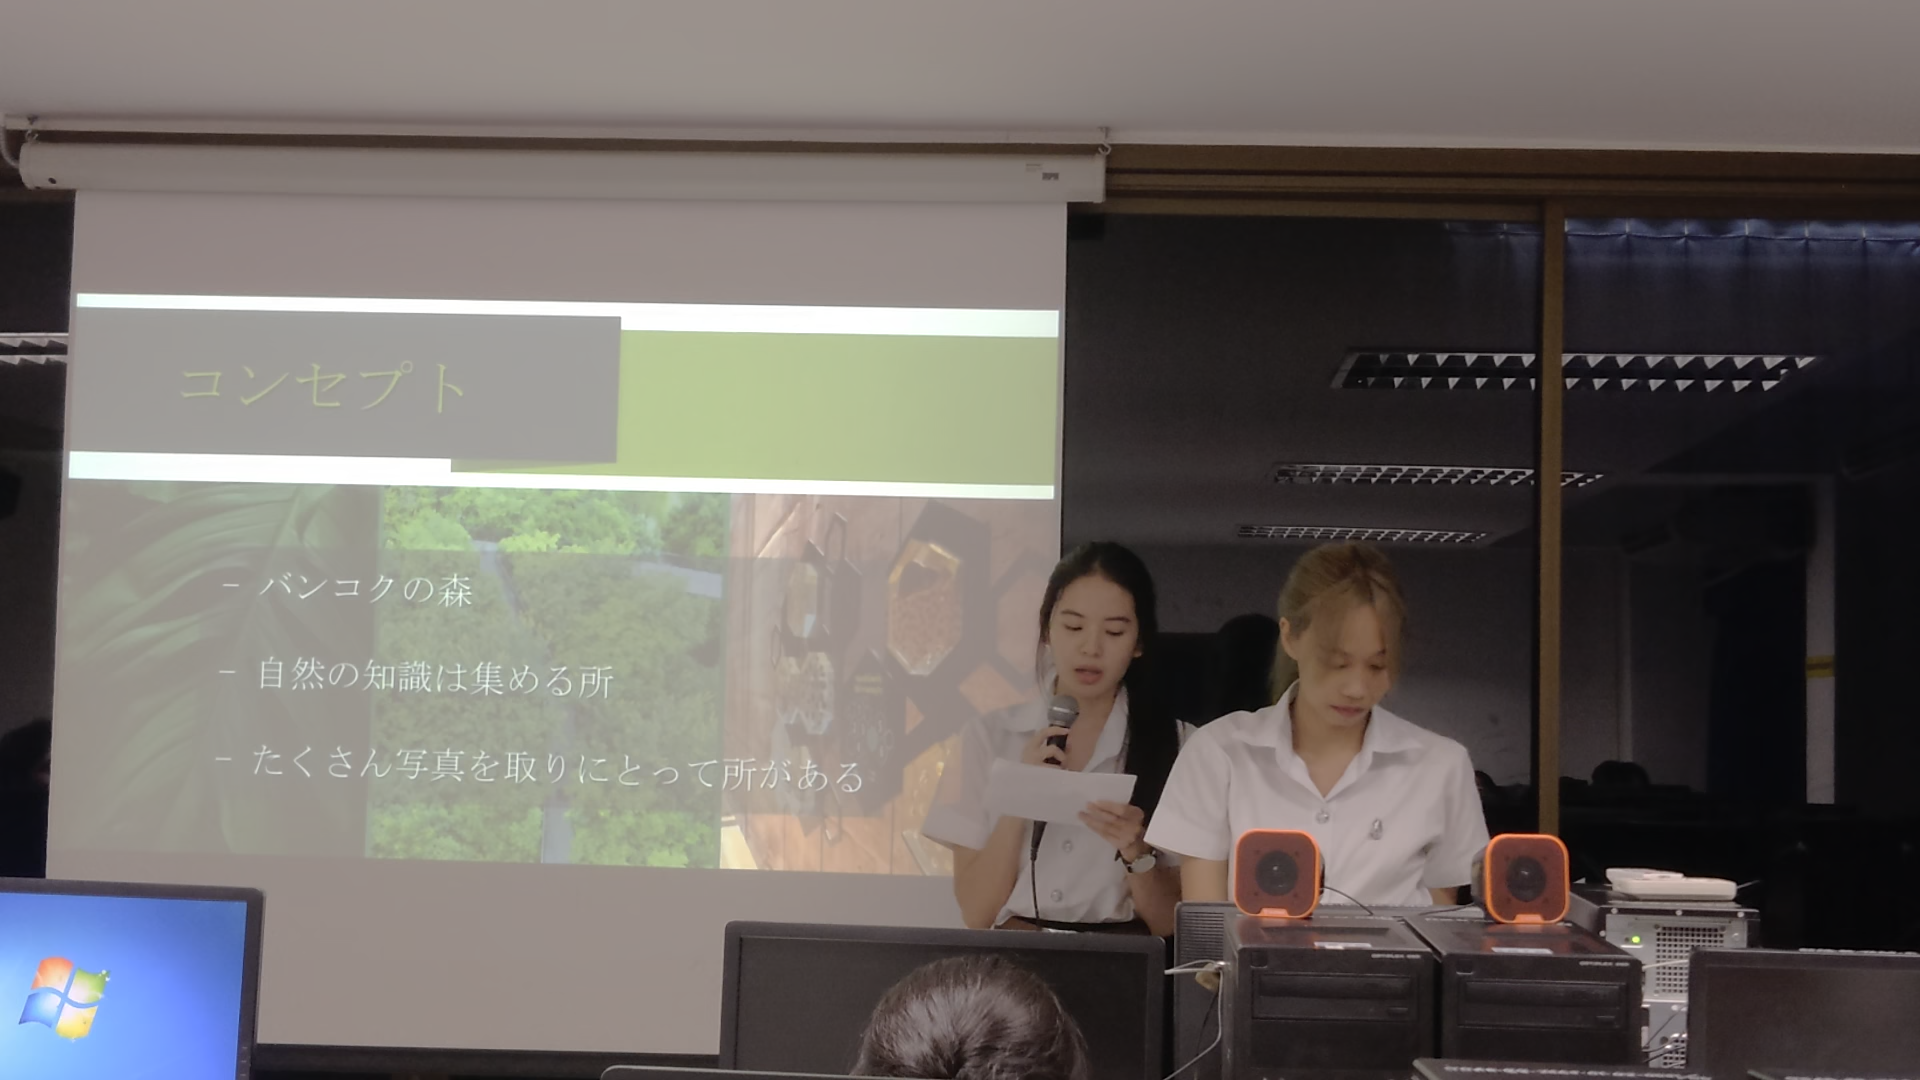 コンセプト
- バンコクの森
- 自然の知識は集める所
- たくさん写真を取りにとって所がある